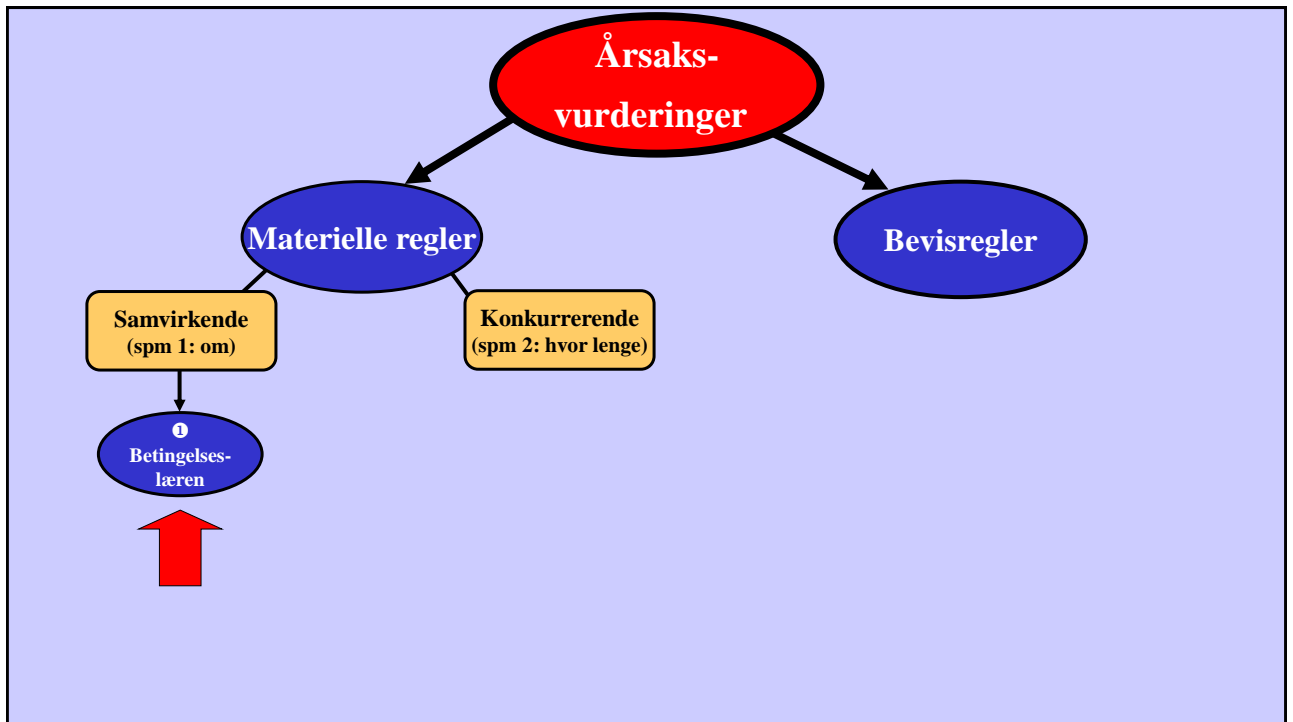 Årsaks-
vurderinger
Materielle regler
Bevisregler
Samvirkende
(spm 1: om)
Konkurrerende
(spm 2: hvor lenge)
❶
Betingelses-
læren